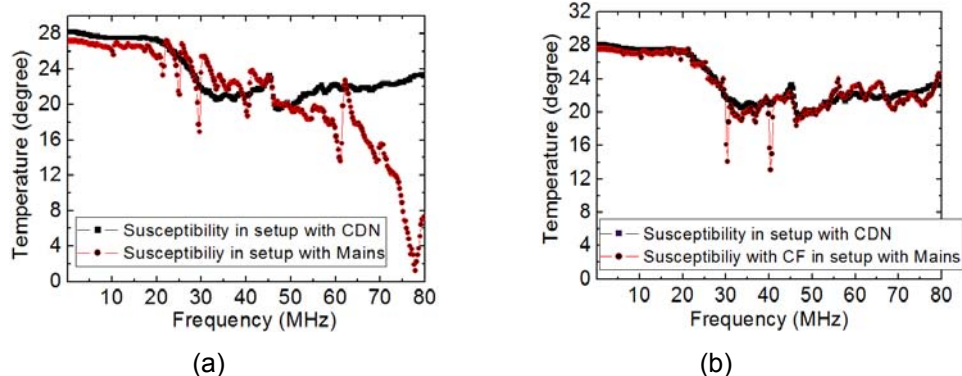 28
24
20
16
12
8
4
0
Temperature (degree)
Susceptibility in setup with CDN
Susceptibiliy in setup with Mains
10 20 30 40 50 60 70 80
Frequency (MHz)
(a)
32
28
24
20
16
12
8
4
0
Temperature (degree)
Susceptibility in setup with CDN
Susceptibiliy with CF in setup with Mains
10 20 30 40 50 60 70 80
Frequency (MHz)
(b)